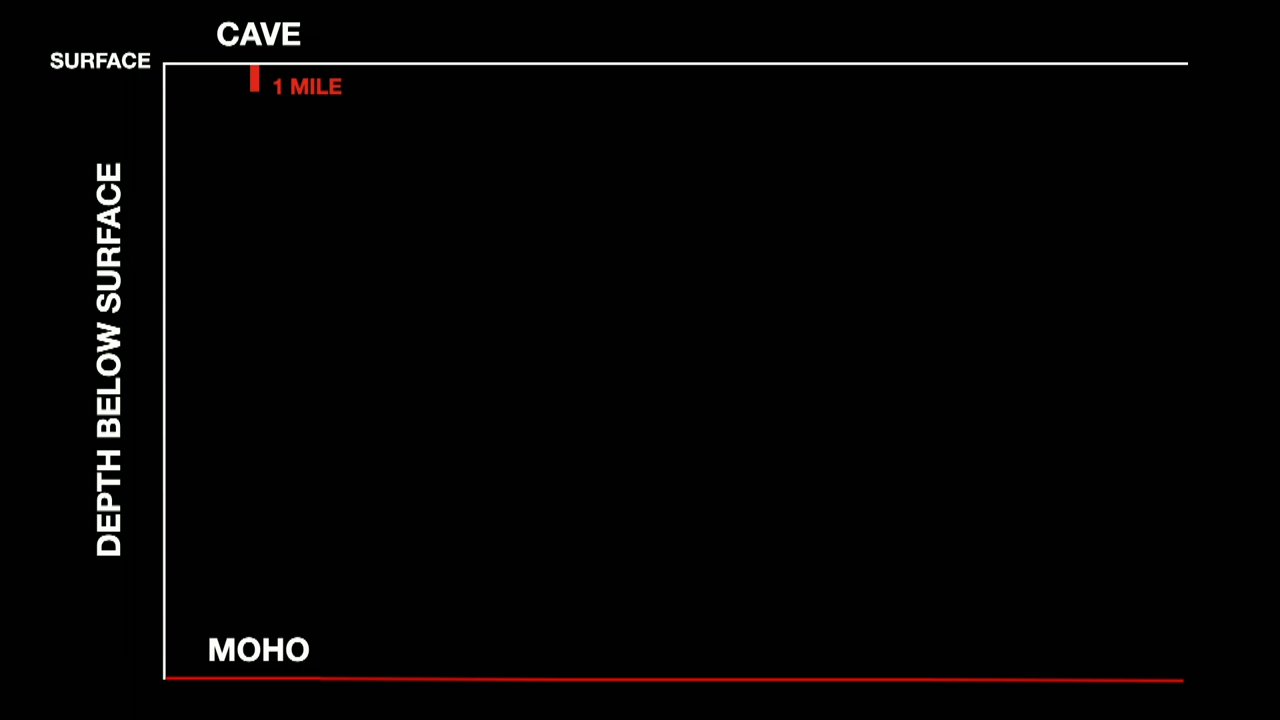 CAVE
SURFACE
1 MILE
DEPTH BELOW SURFACE
MOHO